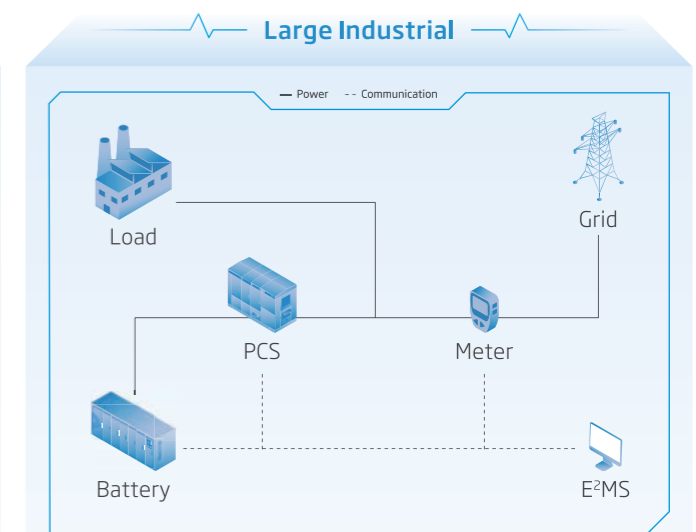 Large Industrial
Power Communication
Load
Grid
PCS
Meter
Battery
E²MS